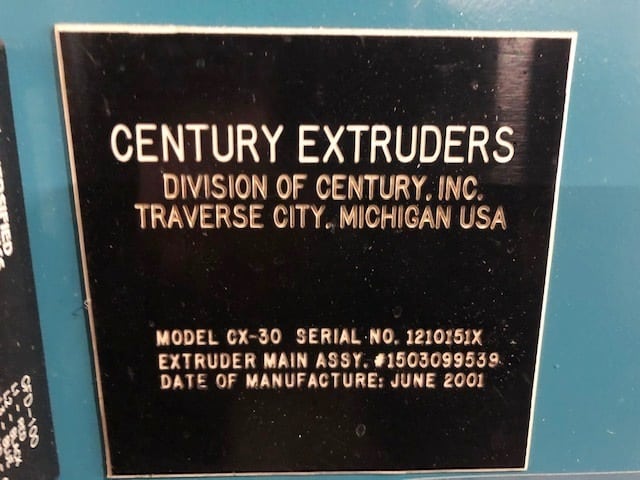 CENTURY EXTRUDERS
DIVISION OF CENTURY, INC.
TRAVERSE CITY, MICHIGAN USA
MODEL CX-30 SERIAL NO. 1210151X
EXTRUDER MAIN ASSY. #1503099539
DATE OF MANUFACTURE: JUNE 2001